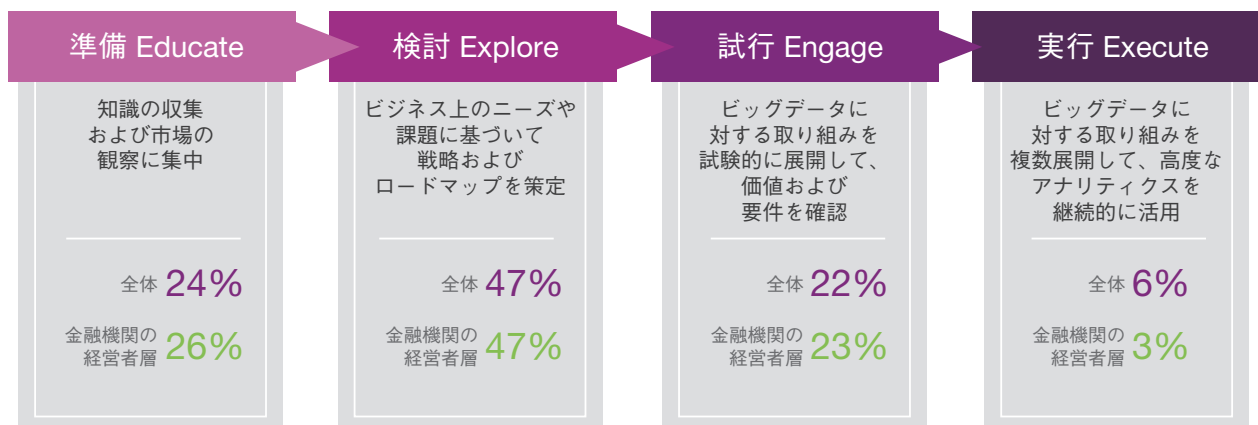 準備 Educate
知識の収集
および市場の
観察に集中
全体 24%
金融機関の
経営者層 26%
検討 Explore
ビジネス上のニーズや
課題に基づいて
戦略および
ロードマップを策定
全体 47%
金融機関の
経営者層 47%
試行 Engage
ビッグデータに
対する取り組みを
試験的に展開して、
価値および
要件を確認
全体 22%
金融機関の
経営者層 23%
実行 Execute
ビッグデータに
対する取り組みを
複数展開して、高度な
アナリティクスを
継続的に活用
全体 6%
金融機関の
経営者層 3%